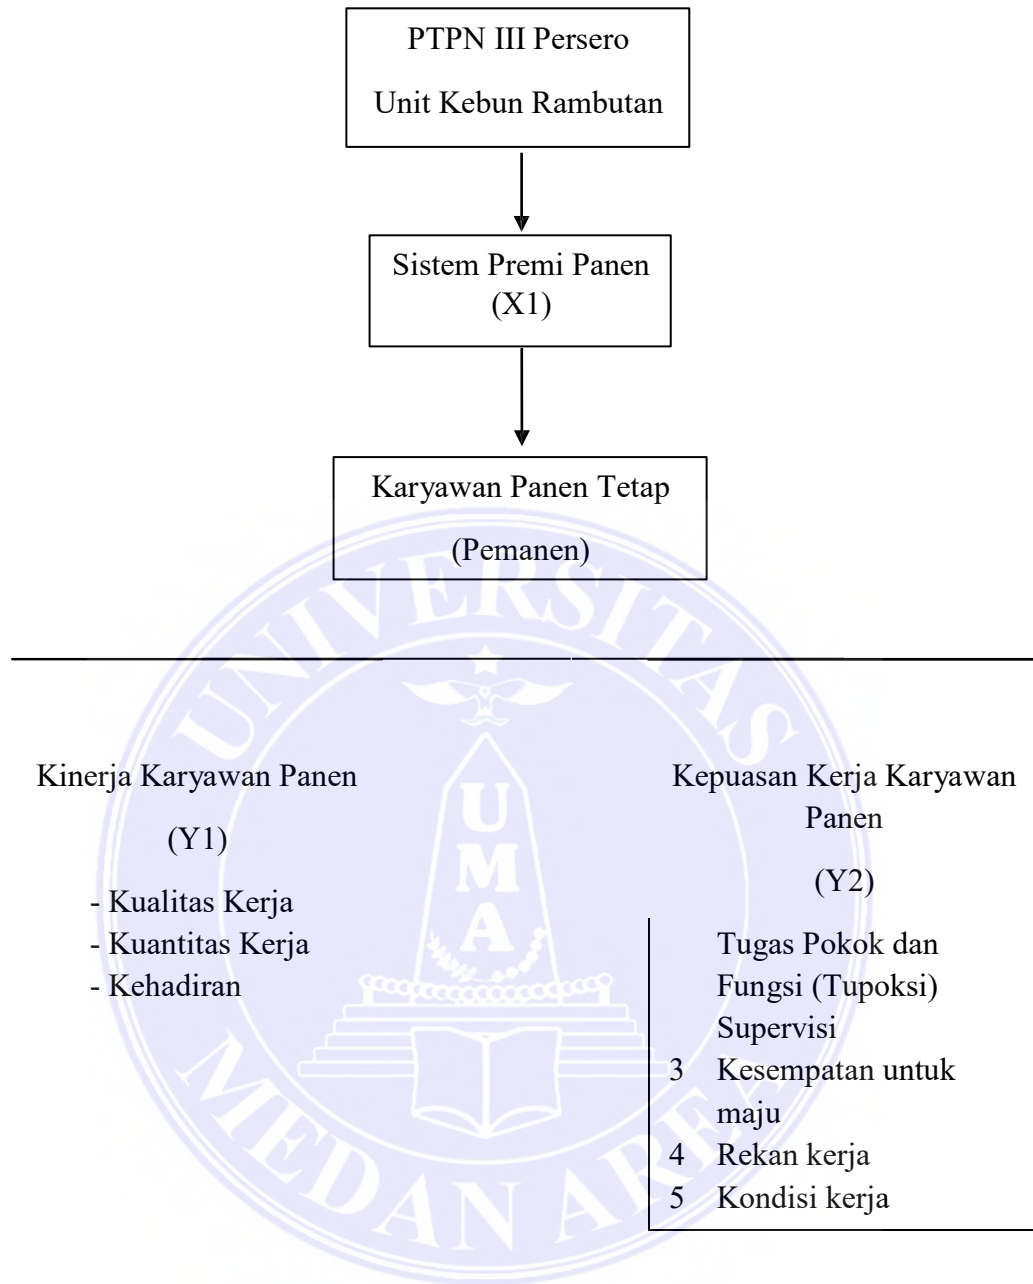 PTPN III Persero
Unit Kebun Rambutan
Sistem Premi Panen
(X1)
Karyawan Panen Tetap
(Pemanen)
Kinerja Karyawan Panen
(Y1)
- Kualitas Kerja
- Kuantitas Kerja
- Kehadiran
Kepuasan Kerja Karyawan
Panen
(Y2)
Tugas Pokok dan
Fungsi (Tupoksi)
Supervisi
3 Kesempatan untuk
maju
4 Rekan kerja
5 Kondisi kerja
UNIVERSITAS
UMA
MEDAN AREA